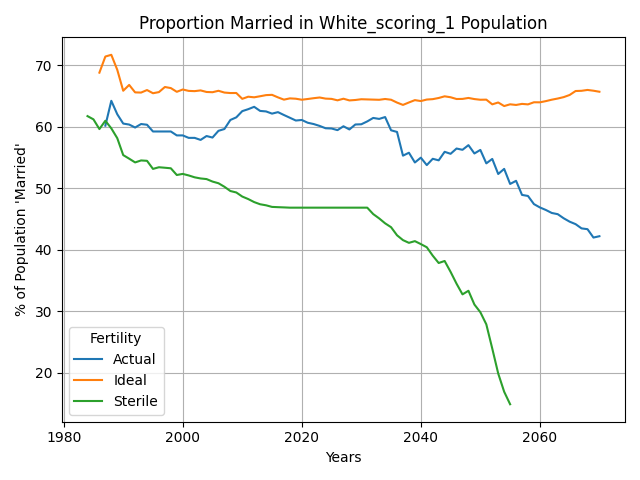 Proportion Married in White_scoring_1 Population
% of Population 'Married'
70
60
50
40
30
20
Fertility
Actual
Ideal
Sterile
1980
2000
2020
2040
2060
Years